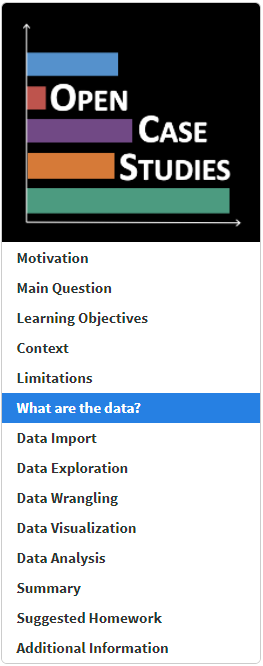 OPEN
CASE
STUDIES
Motivation
Main Question
Learning Objectives
Context
Limitations
What are the data?
Data Import
Data Exploration
Data Wrangling
Data Visualization
Data Analysis
Summary
Suggested Homework
Additional Information